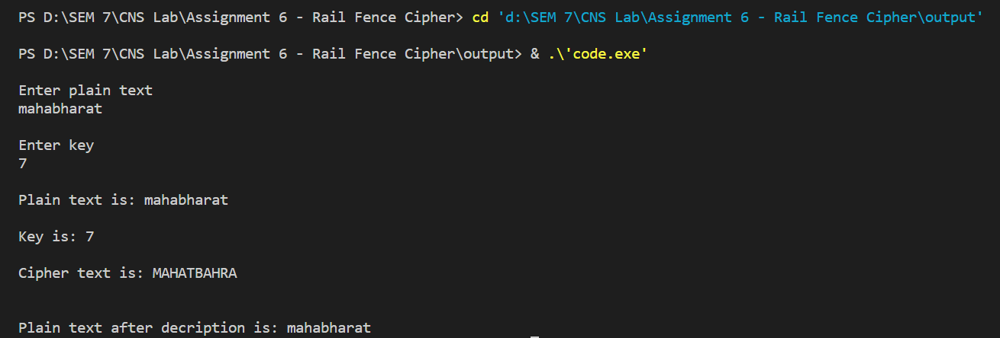 PS D:\SEM 7\CNS Lab\Assignment 6 - Rail Fence Cipher> cd 'd:\SEM 7\CNS Lab\Assignment 6 - Rail Fence Cipher\output'
PS D:\SEM 7\CNS Lab\Assignment 6 - Rail Fence Cipher\output> & .\'code.exe'
Enter plain text
mahabharat
Enter key
7
Plain text is: mahabharat
Key is: 7
Cipher text is: MAHATBAHRA
Plain text after decription is: mahabharat